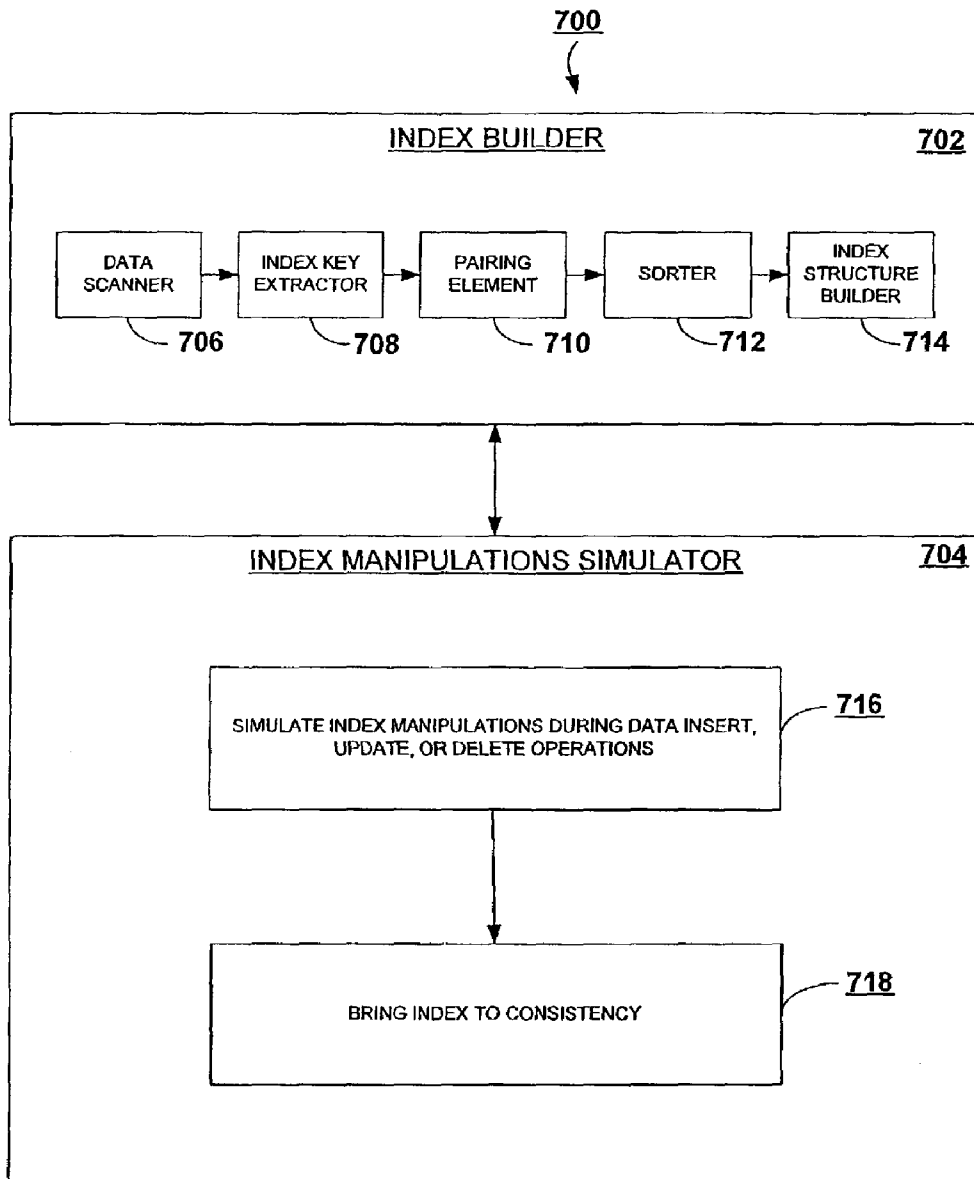 700
INDEX BUILDER
702
DATA
SCANNER
INDEX KEY
EXTRACTOR
PAIRING
ELEMENT
SORTER
INDEX
STRUCTURE
BUILDER
706
708
710
712
714
INDEX MANIPULATIONS SIMULATOR
704
716
SIMULATE INDEX MANIPULATIONS DURING DATA INSERT,
UPDATE, OR DELETE OPERATIONS
718
BRING INDEX TO CONSISTENCY